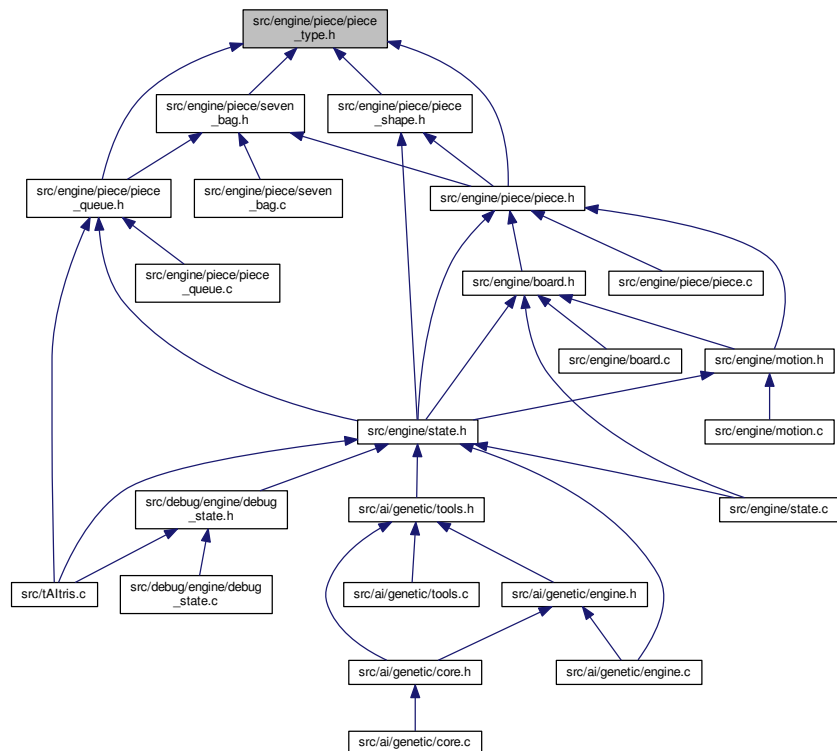 src/engine/piece/piece
_type.h
src/engine/piece/seven
_bag.h
src/engine/piece/piece
_shape.h
src/engine/piece/piece
_queue.h
src/engine/piece/seven
_bag.c
src/engine/piece/piece.h
src/engine/piece/piece
_queue.c
src/engine/board.h
src/engine/piece/piece.c
src/engine/board.c
src/engine/motion.h
src/engine/state.h
src/engine/motion.c
src/debug/engine/debug
_state.h
src/ai/genetic/tools.h
src/engine/state.c
src/tAItris.c
src/debug/engine/debug
_state.c
src/ai/genetic/tools.c
src/ai/genetic/engine.h
src/ai/genetic/core.h
src/ai/genetic/engine.c
src/ai/genetic/core.c